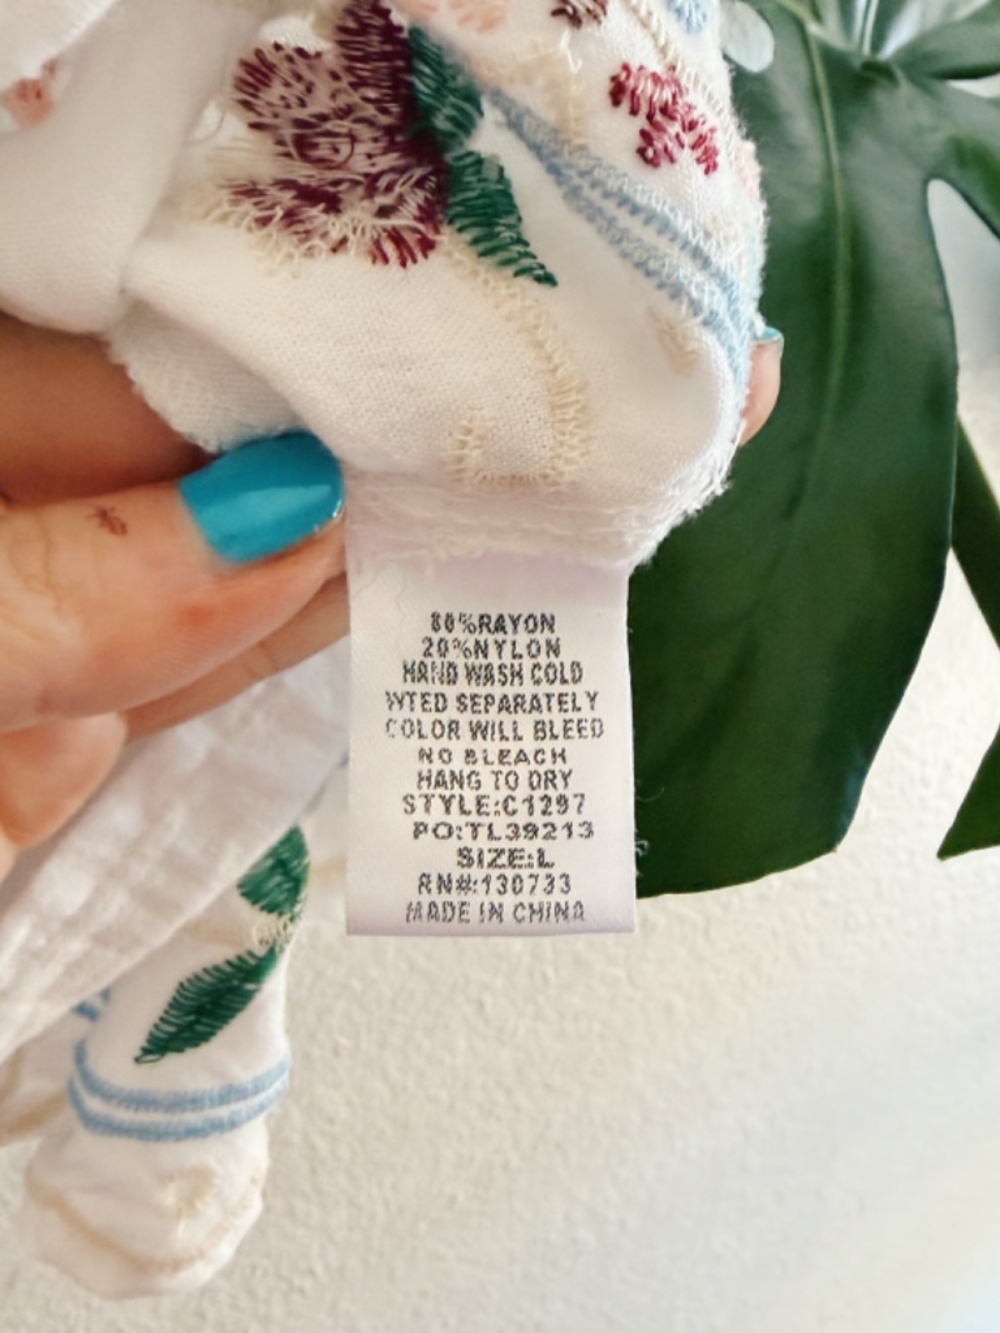 80%RAYON
20%NYLON
HAND WASH COLD
SEPARATELY
COLOR WILL BLEED
NO BLEACH
HANG TO DRY
STYLE:C1297
PO:TL39213
SIZE:L
RN#:130733
MADE IN CHINA